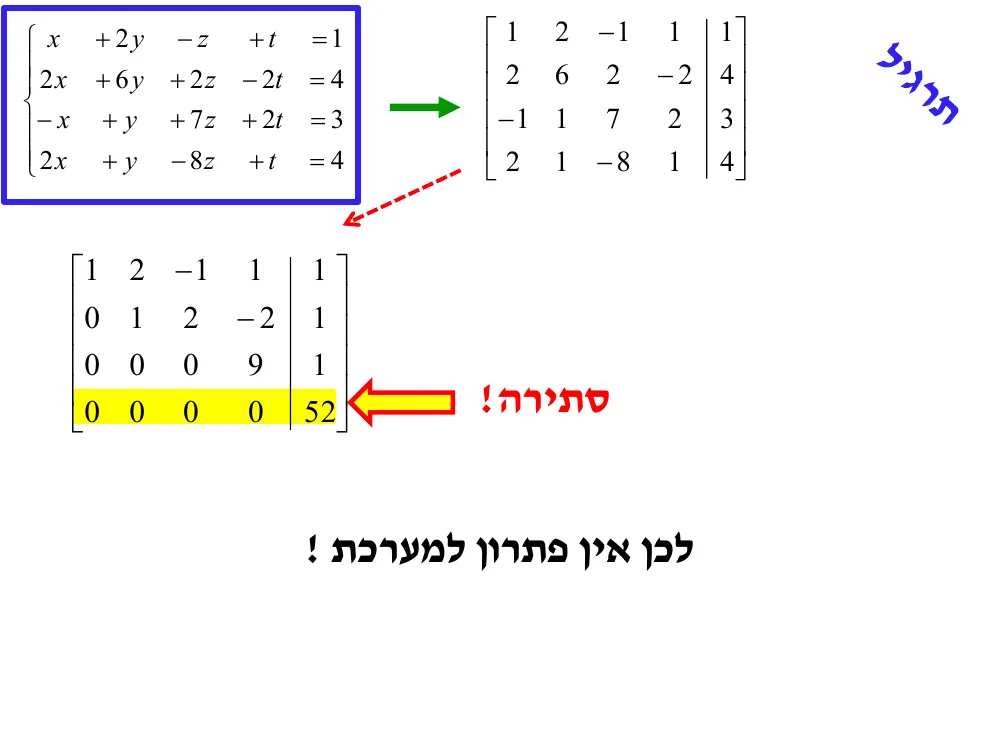 תרגיל
x + 2y − z + t = 1
2x + 6y + 2z − 2t = 4
− x + y + 7z + 2t = 3
2x + y − 8z + t = 4
1 2 −1 1 1
2 6 2 −2 4
−1 1 7 2 3
2 1 −8 1 4
1 2 −1 1 1
0 1 2 −2 1
0 0 0 9 1
0 0 0 0 52
סתירה!
לכן אין פתרון למערכת !